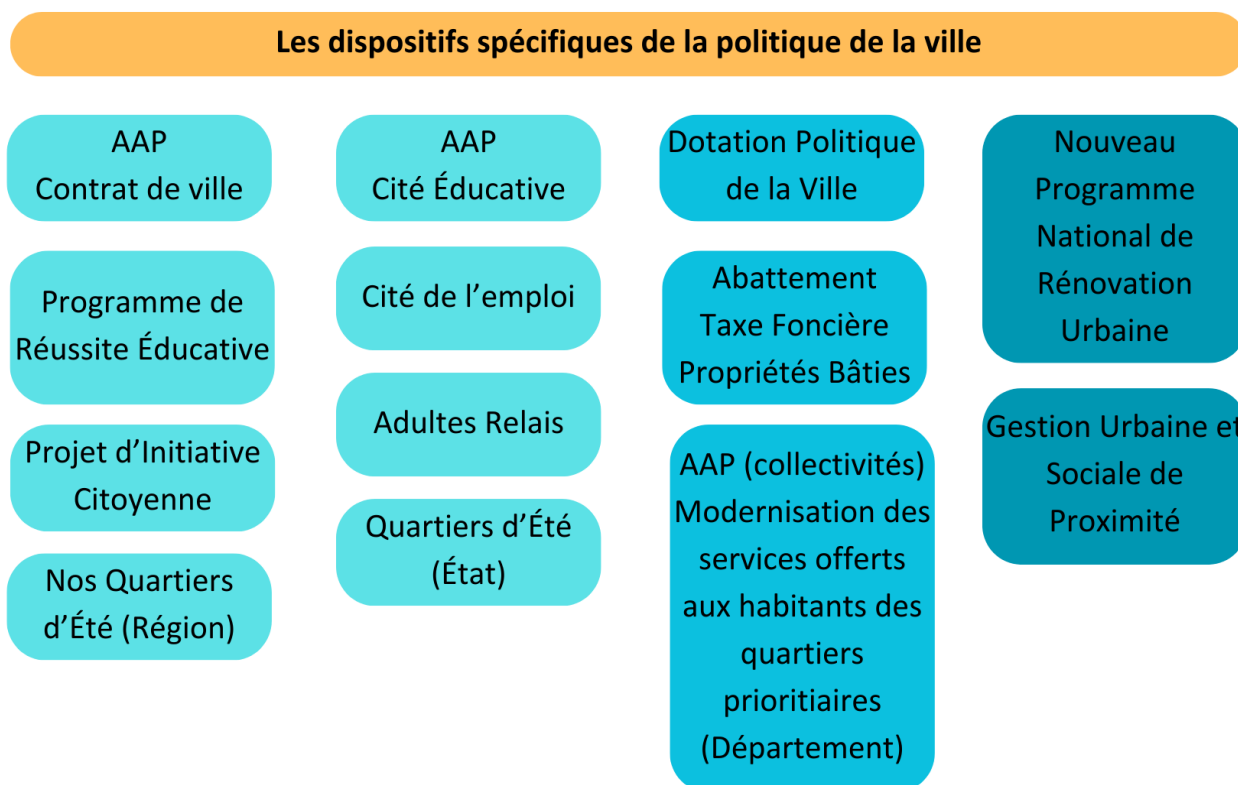 Les dispositifs spécifiques de la politique de la ville
AAP
Contrat de ville
Programme de
Réussite Éducative
Projet d'Initiative
Citoyenne
Nos Quartiers
d'Été (Région)
AAP
Cité Éducative
Cité de l'emploi
Adultes Relais
Quartiers d'Été
(État)
Dotation Politique
de la Ville
Abattement
Taxe Foncière
Propriétés Bâties
AAP (collectivités)
Modernisation des
services offerts
aux habitants des
quartiers
prioritiaires
(Département)
Nouveau
Programme
National de
Rénovation
Urbaine
Gestion Urbaine et
Sociale de
Proximité